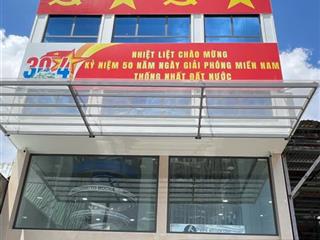 NHIỆT LIỆT CHÀO MỪNG
30-4
KỶ NIỆM 50 NĂM NGÀY GIẢI PHÓNG MIỀN NAM
THỐNG NHẤT ĐẤT NƯỚC